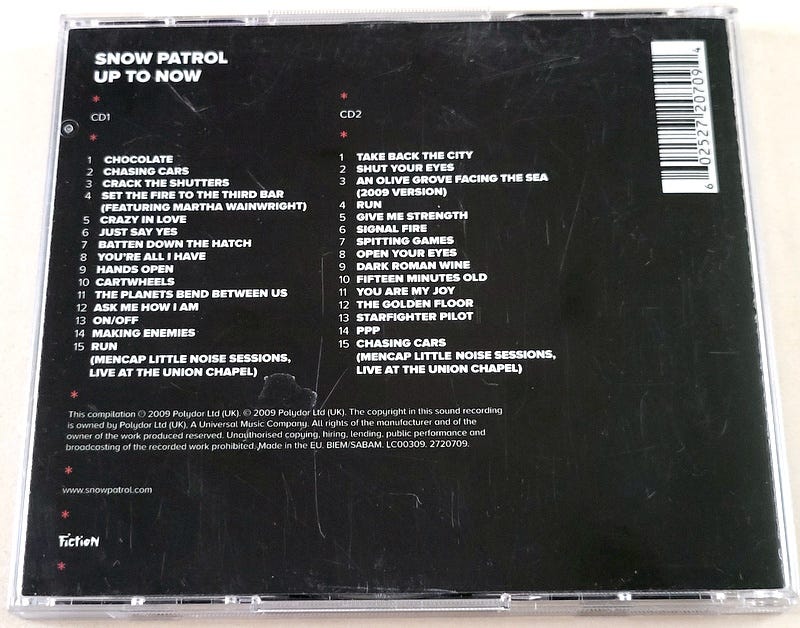 SNOW PATROL
UP TO NOW
*
CD1
*
1 CHOCOLATE
2 CHASING CARS
3 CRACK THE SHUTTERS
4 SET THE FIRE TO THE THIRD BAR
(FEATURING MARTHA WAINWRIGHT)
5 CRAZY IN LOVE
6 JUST SAY YES
7 BATTEN DOWN THE HATCH
8 YOU'RE ALL I HAVE
9 HANDS OPEN
10 CARTWHEELS
11 THE PLANETS BEND BETWEEN US
12 ASK ME HOW I AM
13 ON/OFF
14 MAKING ENEMIES
15 RUN
(MENCAP LITTLE NOISE SESSIONS,
LIVE AT THE UNION CHAPEL)
*
CD2
*
1 TAKE BACK THE CITY
2 SHUT YOUR EYES
3 AN OLIVE GROVE FACING THE SEA
(2009 VERSION)
4 RUN
5 GIVE ME STRENGTH
6 SIGNAL FIRE
7 SPITTING GAMES
8 OPEN YOUR EYES
9 DARK ROMAN WINE
10 FIFTEEN MINUTES OLD
11 YOU ARE MY JOY
12 THE GOLDEN FLOOR
13 STARFIGHTER PILOT
14 PPP
15 CHASING CARS
(MENCAP LITTLE NOISE SESSIONS,
LIVE AT THE UNION CHAPEL)
*
This compilation ℗ 2009 Polydor Ltd (UK). © 2009 Polydor Ltd (UK). The copyright in this sound recording
is owned by Polydor Ltd (UK). A Universal Music Company. All rights of the manufacturer and of the
owner of the work produced reserved. Unauthorised copying, hiring, lending, public performance and
broadcasting of the recorded work prohibited. Made in the EU. BIEM/SABAM. LC00309. 2720709.
*
www.snowpatrol.com
*
Fiction
*
6 02527 20709 4